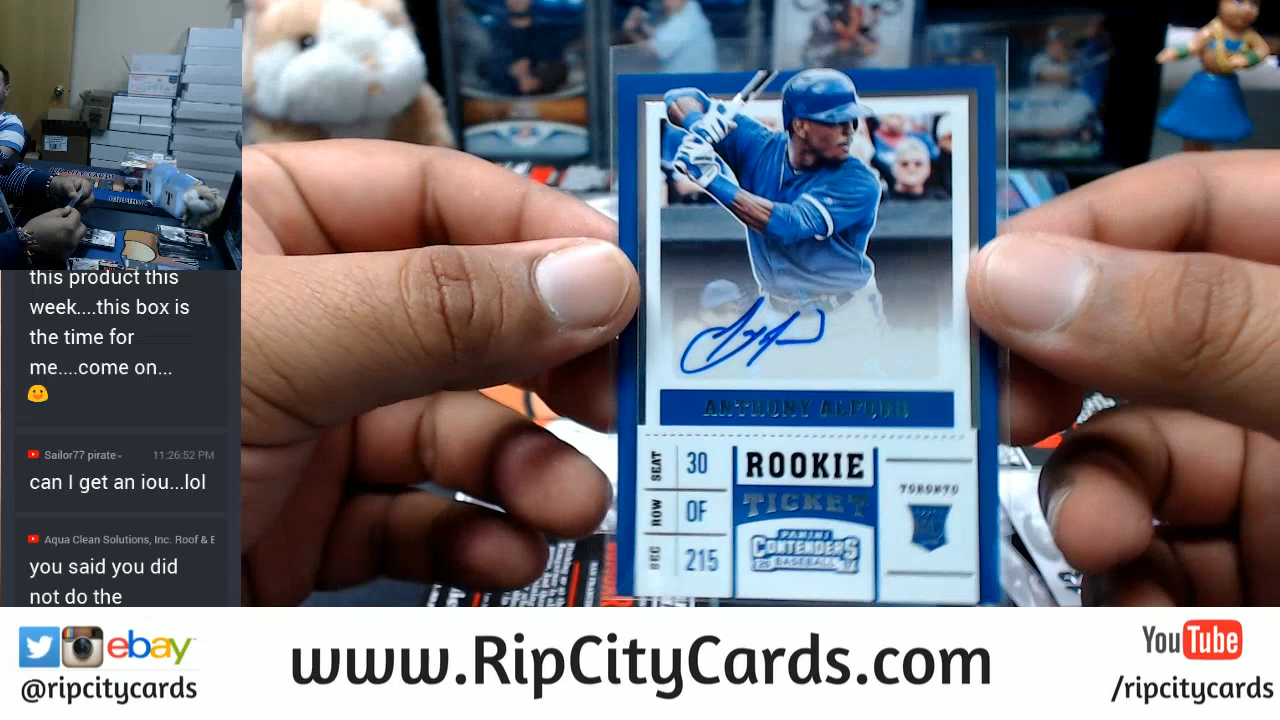 this product this
week....this box is
the time for
me....come on...
Sailor77 pirate
11:26:52 PM
can I get an iou...lol
Aqua Clean Solutions, Inc. Roof &
you said you did
not do the
ANTHONY ALFORD
SEAT 30
ROW OF
SEC 215
ROOKIE
TICKET
PANINI
CONTENDERS
BASEBALL
TORONTO
ebay
@ripcitycards
www.RipCityCards.com
YouTube
/ripcitycards